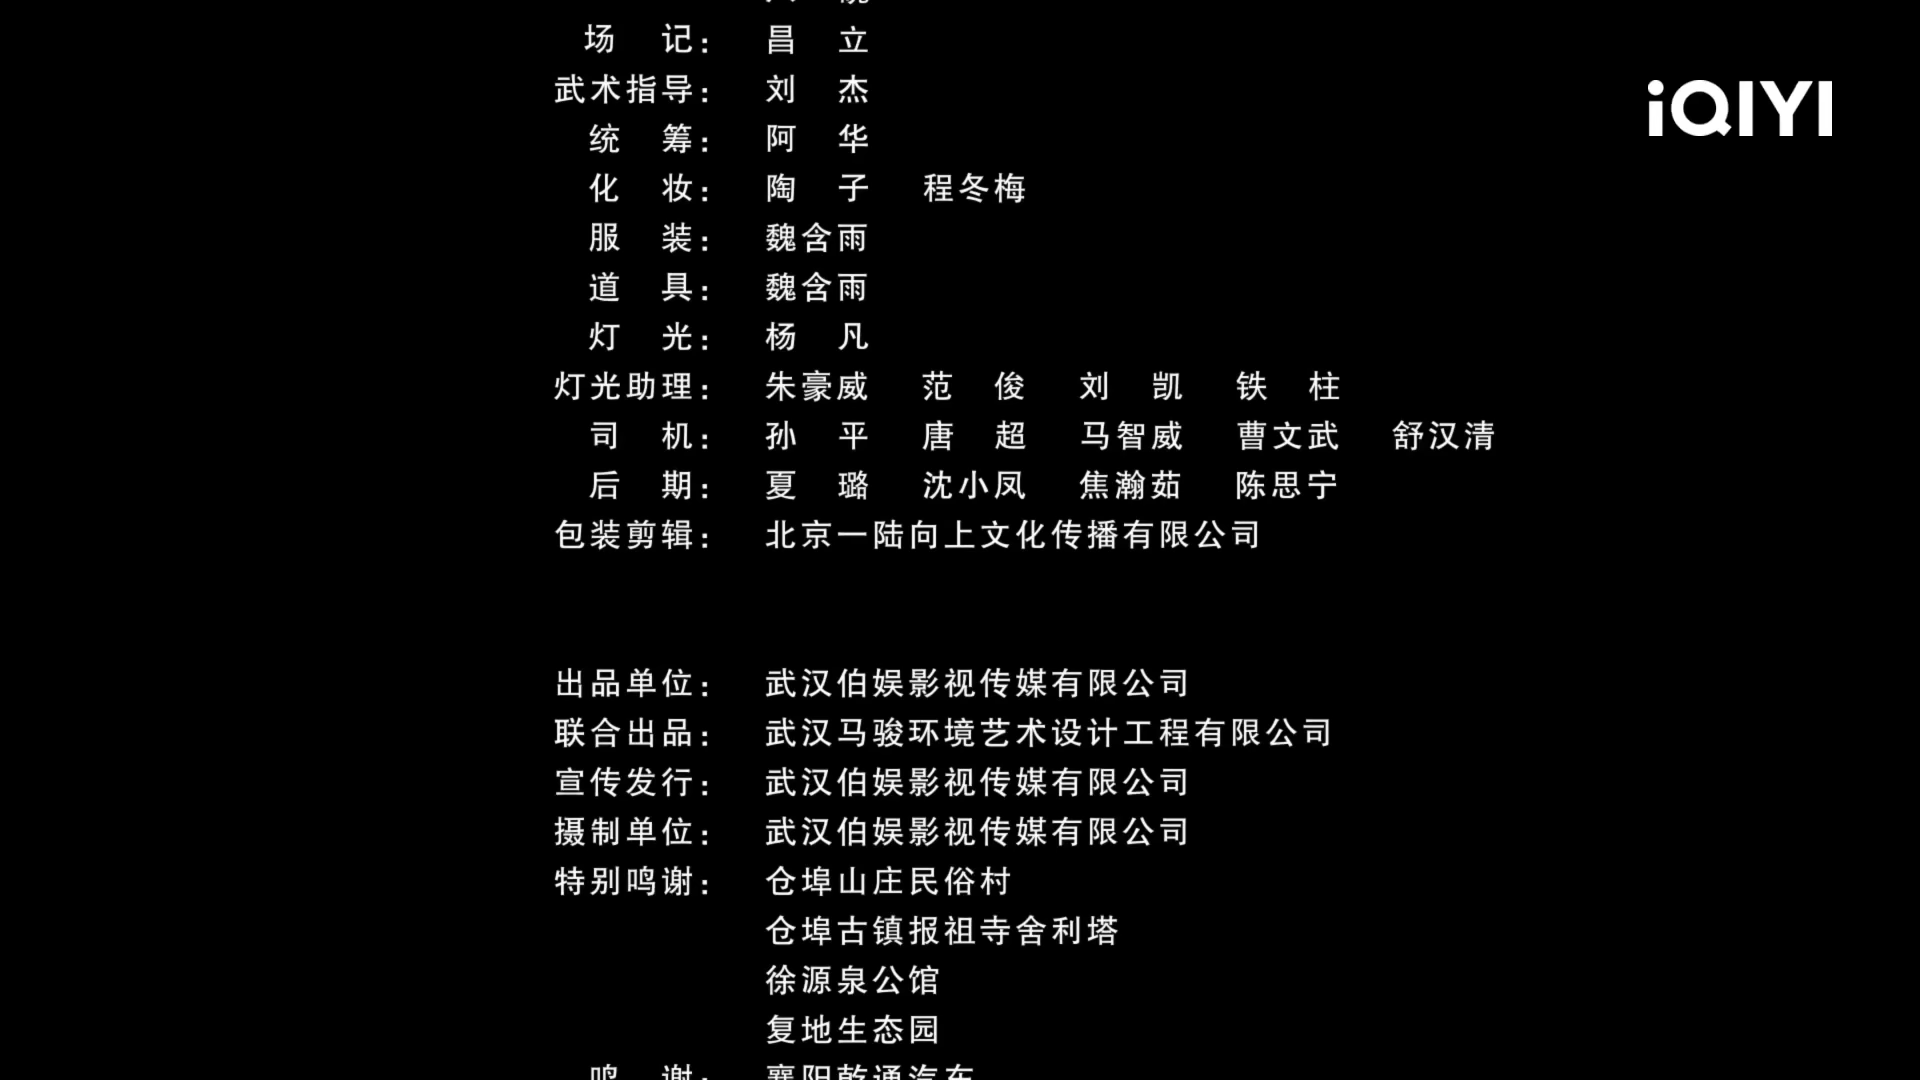 场 记： 昌 立
iQIYI
武术指导： 刘 杰
统 筹： 阿 华
化 妆： 陶 子 程冬梅
服 装： 魏含雨
道 具： 魏含雨
灯 光： 杨 凡
灯光助理： 朱豪威 范 俊 刘 凯 铁 柱
司 机： 孙 平 唐 超 马智威 曹文武 舒汉清
后 期： 夏 璐 沈小凤 焦瀚茹 陈思宁
包装剪辑： 北京一陆向上文化传播有限公司
出品单位： 武汉伯娱影视传媒有限公司
联合出品： 武汉马骏环境艺术设计工程有限公司
宣传发行： 武汉伯娱影视传媒有限公司
摄制单位： 武汉伯娱影视传媒有限公司
特别鸣谢： 仓埠山庄民俗村
仓埠古镇报祖寺舍利塔
徐源泉公馆
复地生态园
鸣 谢： 襄阳乾通汽车